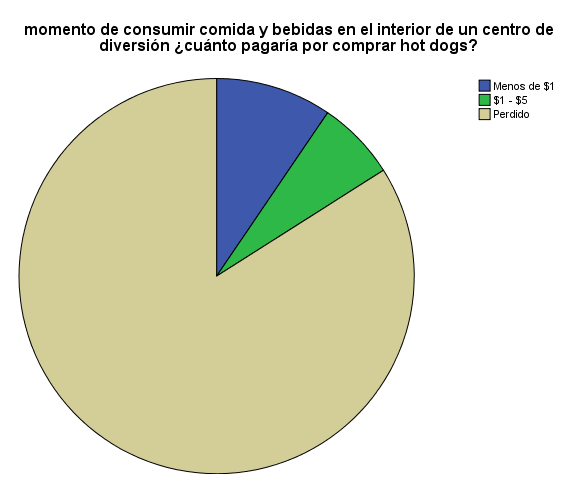 momento de consumir comida y bebidas en el interior de un centro de
diversión ¿cuánto pagaría por comprar hot dogs?
Menos de $1
$1 - $5
Perdido